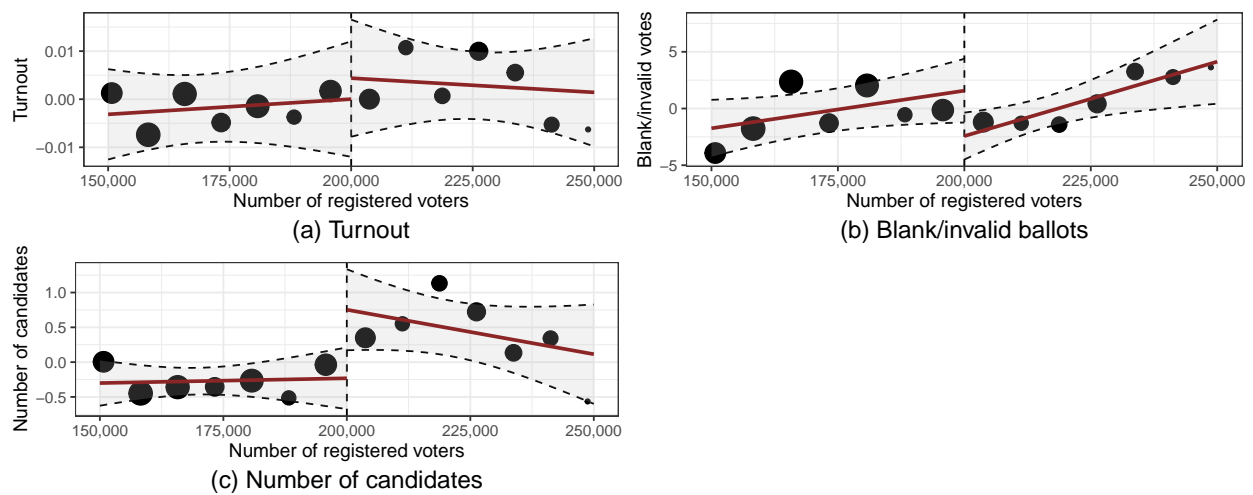 Turnout
0.01
0.00
−0.01
150,000 175,000 200,000 225,000 250,000
Number of registered voters
(a) Turnout
Blank/invalid votes
5
0
−5
150,000 175,000 200,000 225,000 250,000
Number of registered voters
(b) Blank/invalid ballots
Number of candidates
1.0
0.5
0.0
−0.5
150,000 175,000 200,000 225,000 250,000
Number of registered voters
(c) Number of candidates